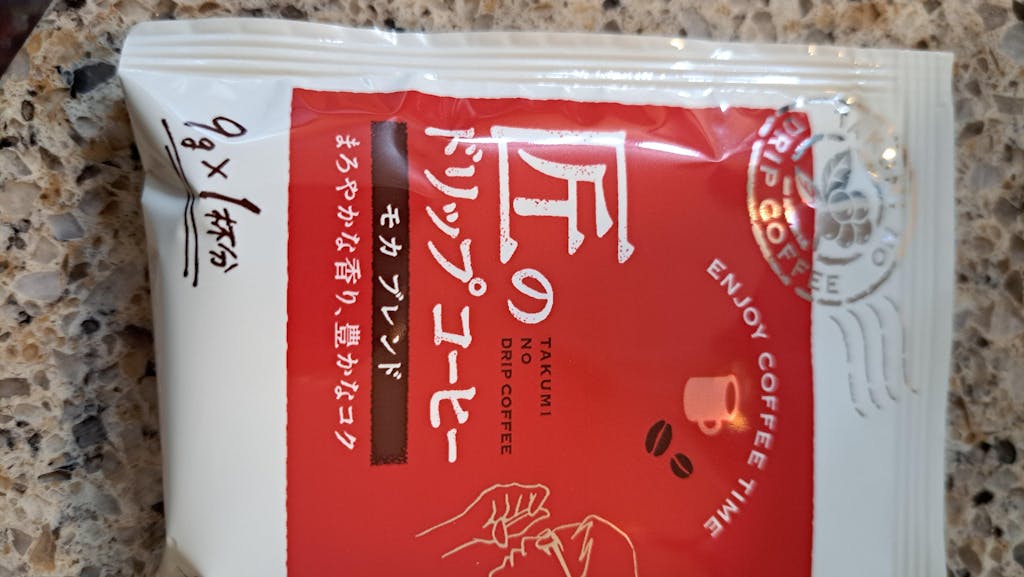 匠の
ドリップコーヒー
TAKUMI
NO
DRIP COFFEE
モカ ブレンド
まろやかな香り、豊かなコク
9g×1杯分
ENJOY COFFEE TIME
DRIP COFFEE
NO